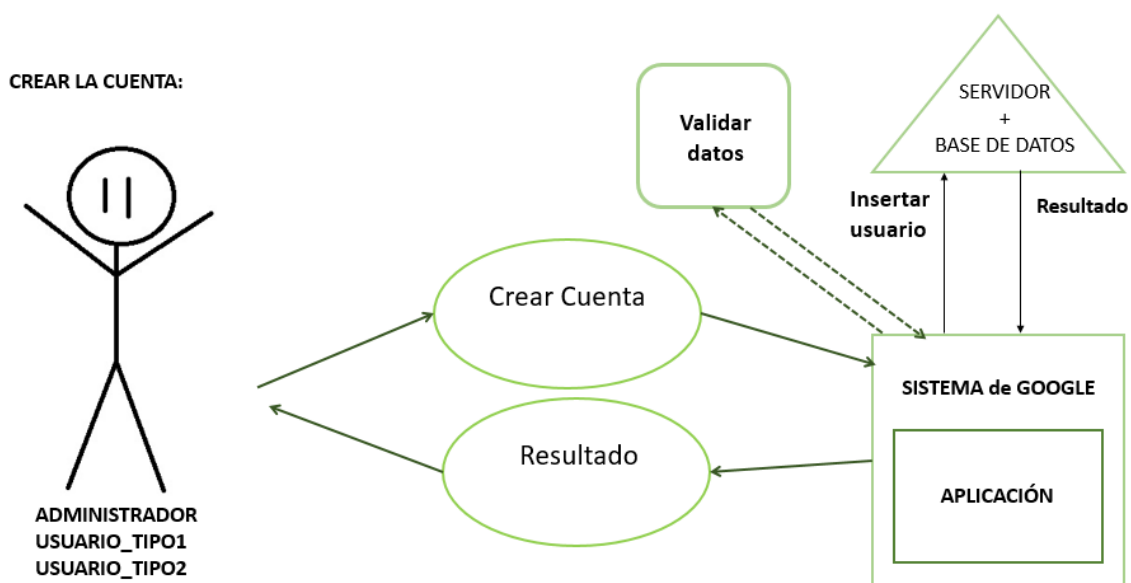 CREAR LA CUENTA:
SERVIDOR
+
BASE DE DATOS
Validar
datos
Insertar
usuario
Resultado
Crear Cuenta
SISTEMA de GOOGLE
Resultado
APLICACIÓN
ADMINISTRADOR
USUARIO_TIPO1
USUARIO_TIPO2